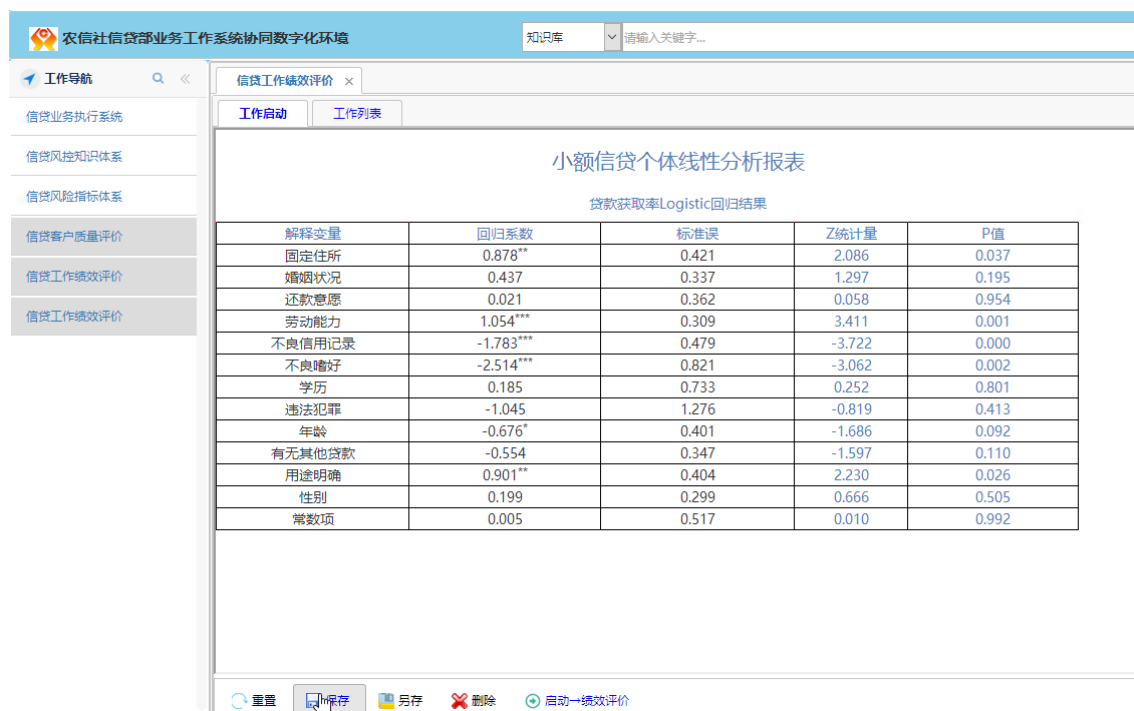 农信社信贷部业务工作系统协同数字化环境 知识库 请输入关键字...
工作导航
信贷业务执行系统
信贷风控知识体系
信贷风险指标体系
信贷客户质量评价
信贷工作绩效评价
信贷工作绩效评价
信贷工作绩效评价 ×
工作启动 工作列表
小额信贷个体线性分析报表
贷款获取率Logistic回归结果
解释变量 回归系数 标准误 Z统计量 P值
固定住所 0.878** 0.421 2.086 0.037
婚姻状况 0.437 0.337 1.297 0.195
还款意愿 0.021 0.362 0.058 0.954
劳动能力 1.054*** 0.309 3.411 0.001
不良信用记录 -1.783*** 0.479 -3.722 0.000
不良嗜好 -2.514*** 0.821 -3.062 0.002
学历 0.185 0.733 0.252 0.801
违法犯罪 -1.045 1.276 -0.819 0.413
年龄 -0.676* 0.401 -1.686 0.092
有无其他贷款 -0.554 0.347 -1.597 0.110
用途明确 0.901** 0.404 2.230 0.026
性别 0.199 0.299 0.666 0.505
常数项 0.005 0.517 0.010 0.992
重置 保存 另存 删除 启动→绩效评价